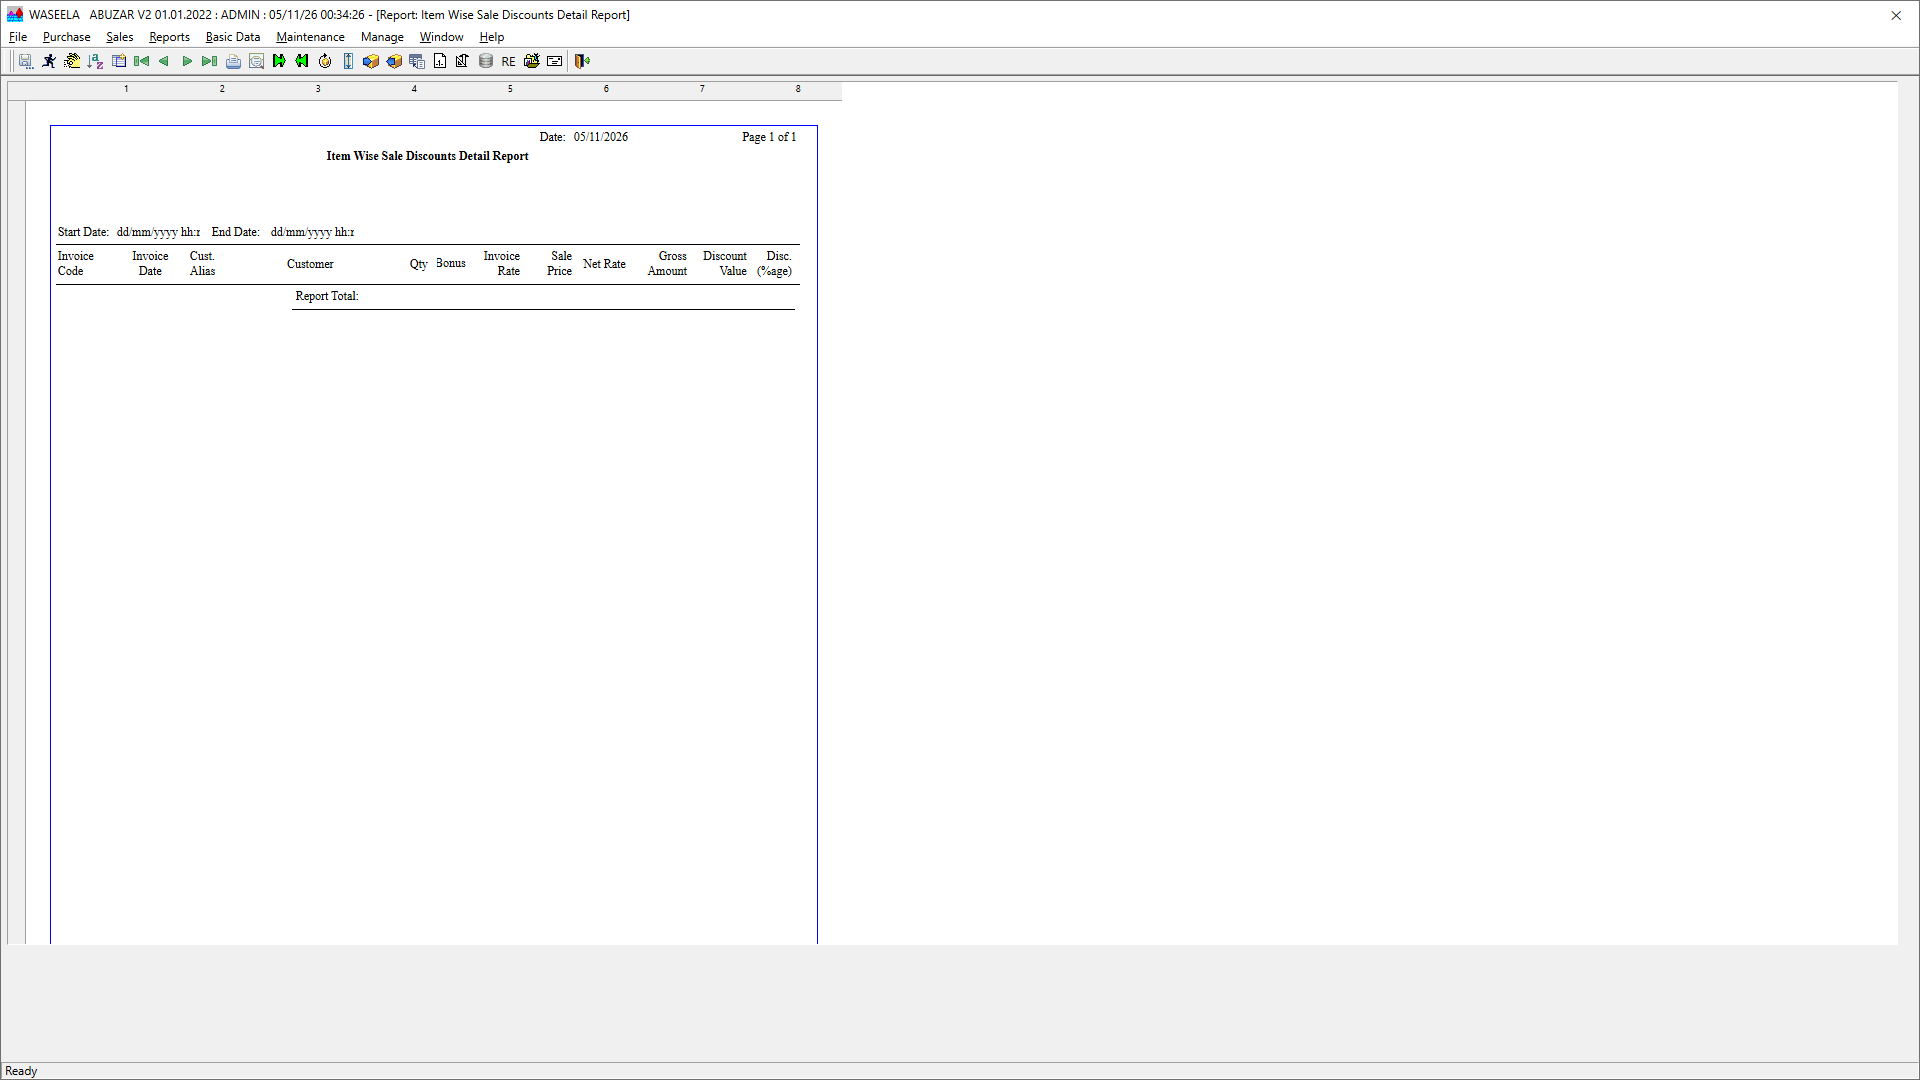 WASEELA ABUZAR V2 01.01.2022 : ADMIN : 05/11/26 00:34:26 - [Report: Item Wise Sale Discounts Detail Report]
File Purchase Sales Reports Basic Data Maintenance Manage Window Help
RE
1 2 3 4 5 6 7 8
Date: 05/11/2026 Page 1 of 1
Item Wise Sale Discounts Detail Report
Start Date: dd/mm/yyyy hh:r End Date: dd/mm/yyyy hh:r
Invoice Code Invoice Date Cust. Alias Customer Qty Bonus Invoice Rate Sale Price Net Rate Gross Amount Discount Value Disc. (%age)
Report Total:
Ready